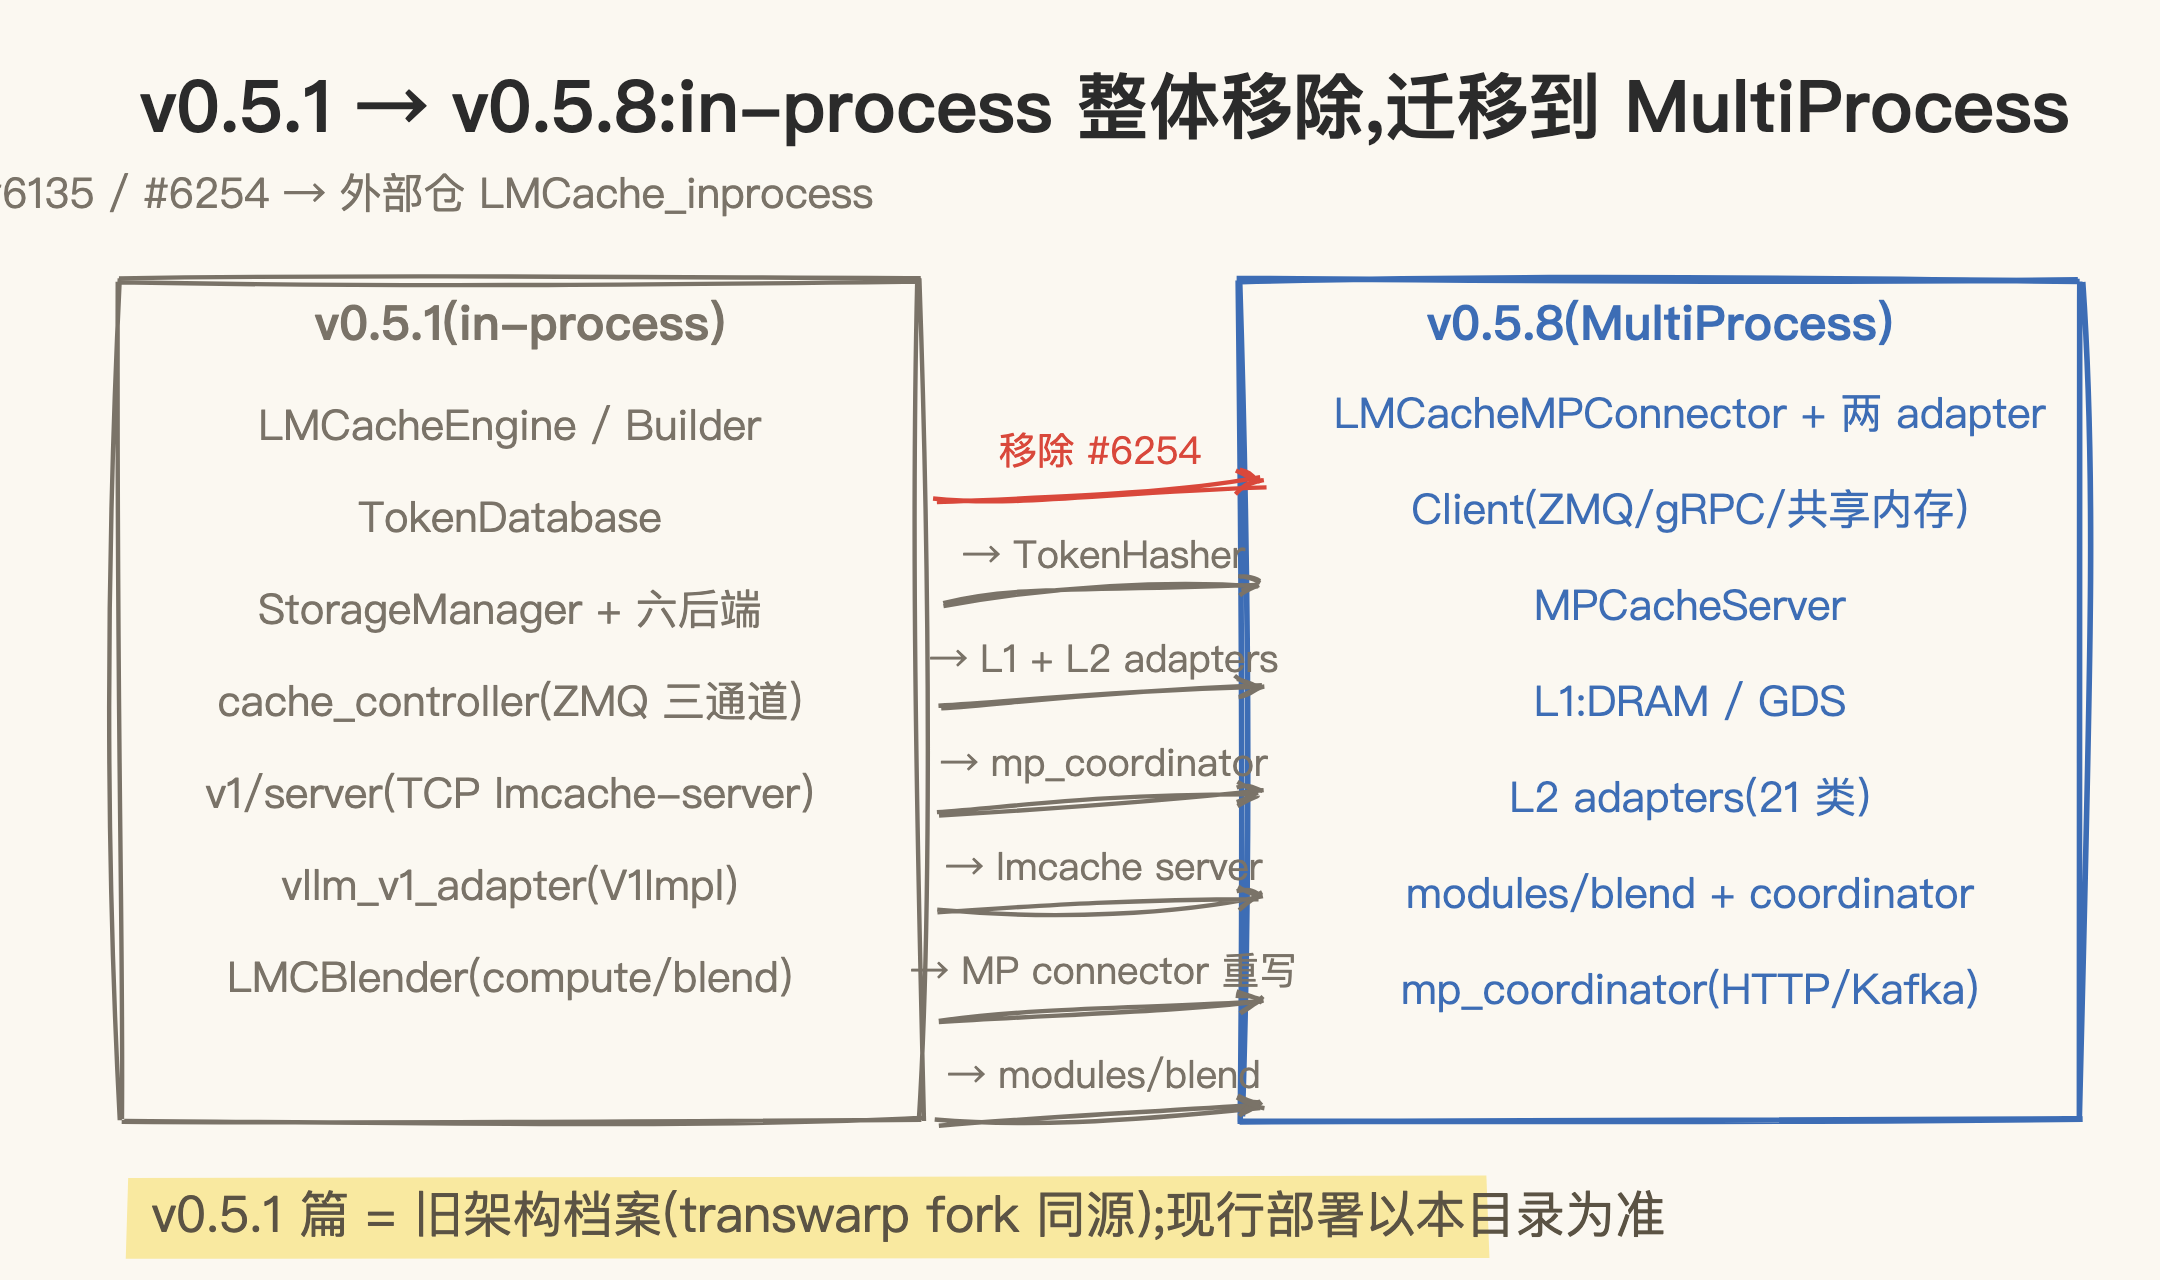 v0.5.1 → v0.5.8:in-process 整体移除,迁移到 MultiProcess
6135 / #6254 → 外部仓 LMCache_inprocess
v0.5.1(in-process)
LMCacheEngine / Builder
TokenDatabase
StorageManager + 六后端
cache_controller(ZMQ 三通道)
v1/server(TCP lmcache-server)
vllm_v1_adapter(V1Impl)
LMCBlender(compute/blend)
移除 #6254
→ TokenHasher
→ L1 + L2 adapters
→ mp_coordinator
→ lmcache server
→ MP connector 重写
→ modules/blend
v0.5.8(MultiProcess)
LMCacheMPConnector + 两 adapter
Client(ZMQ/gRPC/共享内存)
MPCacheServer
L1:DRAM / GDS
L2 adapters(21 类)
modules/blend + coordinator
mp_coordinator(HTTP/Kafka)
v0.5.1 篇 = 旧架构档案(transwarp fork 同源);现行部署以本目录为准